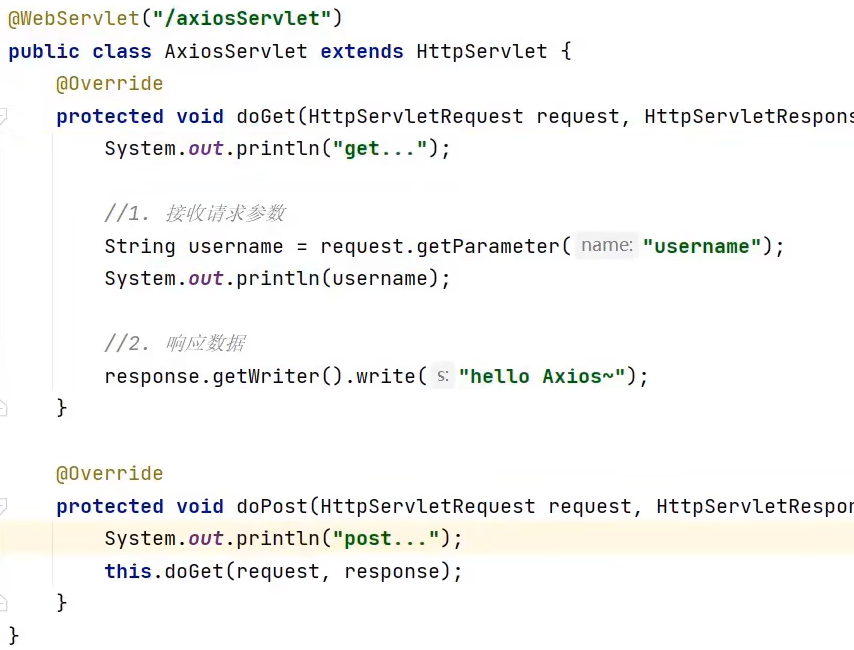 @WebServlet("/axiosServlet")
public class AxiosServlet extends HttpServlet {
@Override
protected void doGet(HttpServletRequest request, HttpServletRespons
System.out.println("get...");
//1. 接收请求参数
String username = request.getParameter( name: "username");
System.out.println(username);
//2. 响应数据
response.getWriter().write( s: "hello Axios~");
}
@Override
protected void doPost(HttpServletRequest request, HttpServletRespon
System.out.println("post...");
this.doGet(request, response);
}
}